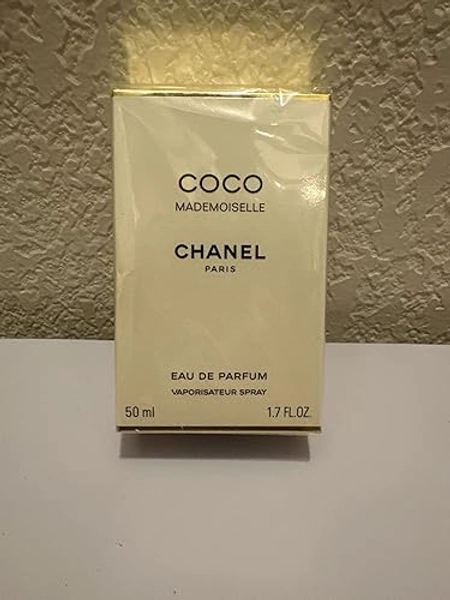 COCO
MADEMOISELLE
CHANEL
PARIS
EAU DE PARFUM
VAPORISATEUR SPRAY
50 ml 1.7 FL.OZ.